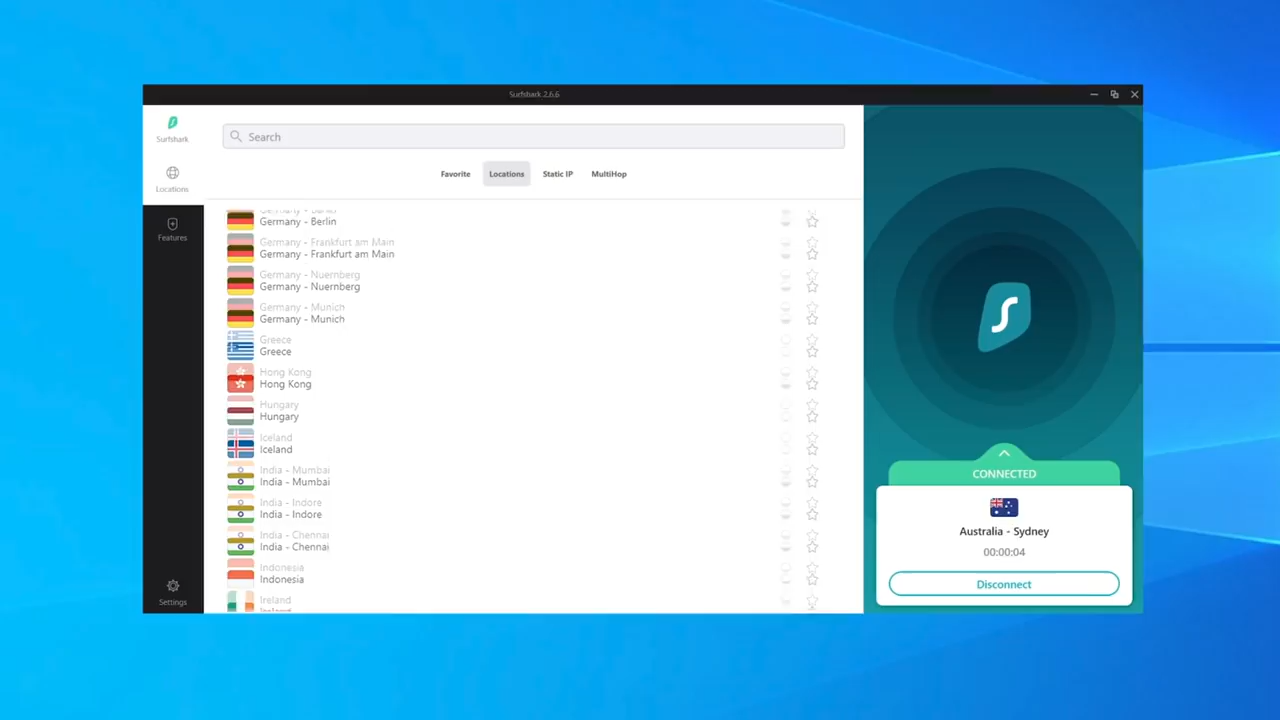 Surfshark 2.6.6
Surfshark
Locations
Features
Settings
Search
Favorite
Locations
Static IP
MultiHop
Germany - Berlin
Germany - Frankfurt am Main
Germany - Frankfurt am Main
Germany - Nuernberg
Germany - Nuernberg
Germany - Munich
Germany - Munich
Greece
Greece
Hong Kong
Hong Kong
Hungary
Hungary
Iceland
Iceland
India - Mumbai
India - Mumbai
India - Indore
India - Indore
India - Chennai
India - Chennai
Indonesia
Indonesia
Ireland
CONNECTED
Australia - Sydney
00:00:04
Disconnect